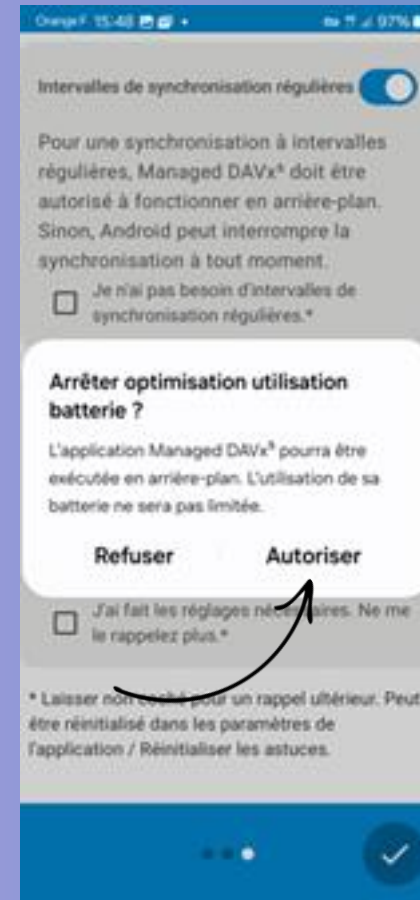 Orange F. 15:48
97%
Intervalles de synchronisation régulières
Pour une synchronisation à intervalles
régulières, Managed DAVx⁵ doit être
autorisé à fonctionner en arrière-plan.
Sinon, Android peut interrompre la
synchronisation à tout moment.
Je n'ai pas besoin d'intervalles de
synchronisation régulières.*
Arrêter optimisation utilisation
batterie ?
L'application Managed DAVx⁵ pourra être
exécutée en arrière-plan. L'utilisation de sa
batterie ne sera pas limitée.
Refuser
Autoriser
J'ai fait les réglages nécessaires. Ne me
le rappelez plus.*
* Laisser non coché pour un rappel ultérieur. Peut
être réinitialisé dans les paramètres de
l'application / Réinitialiser les astuces.